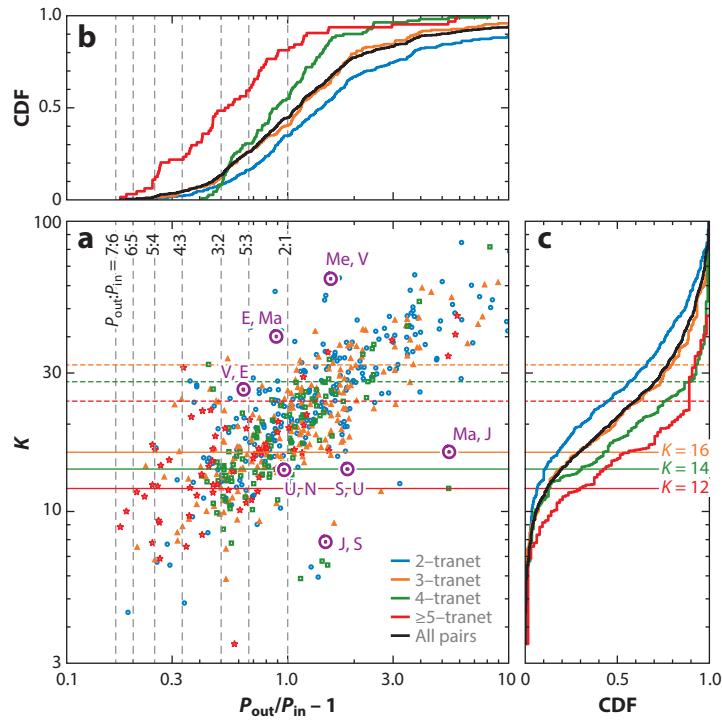 b
CDF
1.0
0.5
0
a
c
P_out:P_in = 7:6
6:5
5:4
4:3
3:2
5:3
2:1
100
30
10
3
K
Me, V
E, Ma
V, E
Ma, J
U, N
S, U
J, S
K = 16
K = 14
K = 12
2–tranet
3–tranet
4–tranet
≥5–tranet
All pairs
0.1
0.3
1.0
3.0
10
P_out/P_in – 1
0
0.5
1.0
CDF